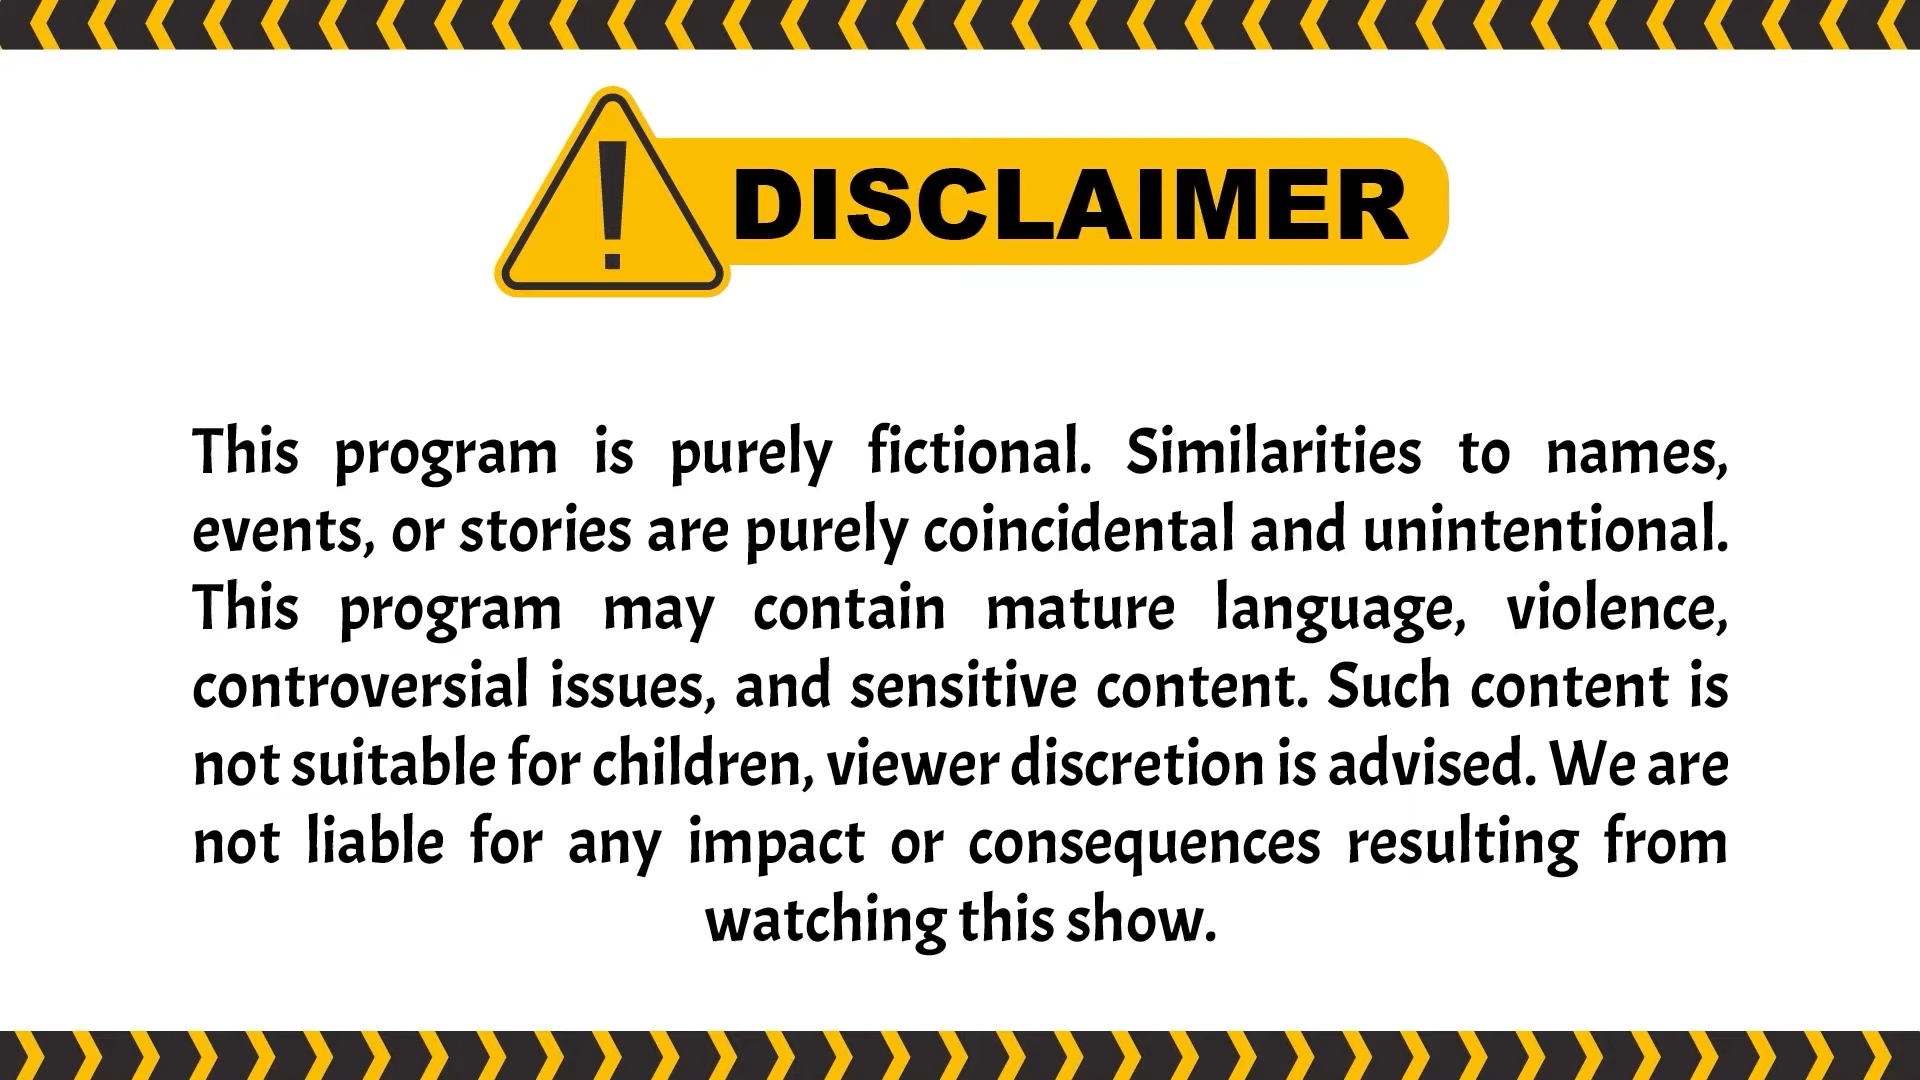 DISCLAIMER
This program is purely fictional. Similarities to names,
events, or stories are purely coincidental and unintentional.
This program may contain mature language, violence,
controversial issues, and sensitive content. Such content is
not suitable for children, viewer discretion is advised. We are
not liable for any impact or consequences resulting from
watching this show.